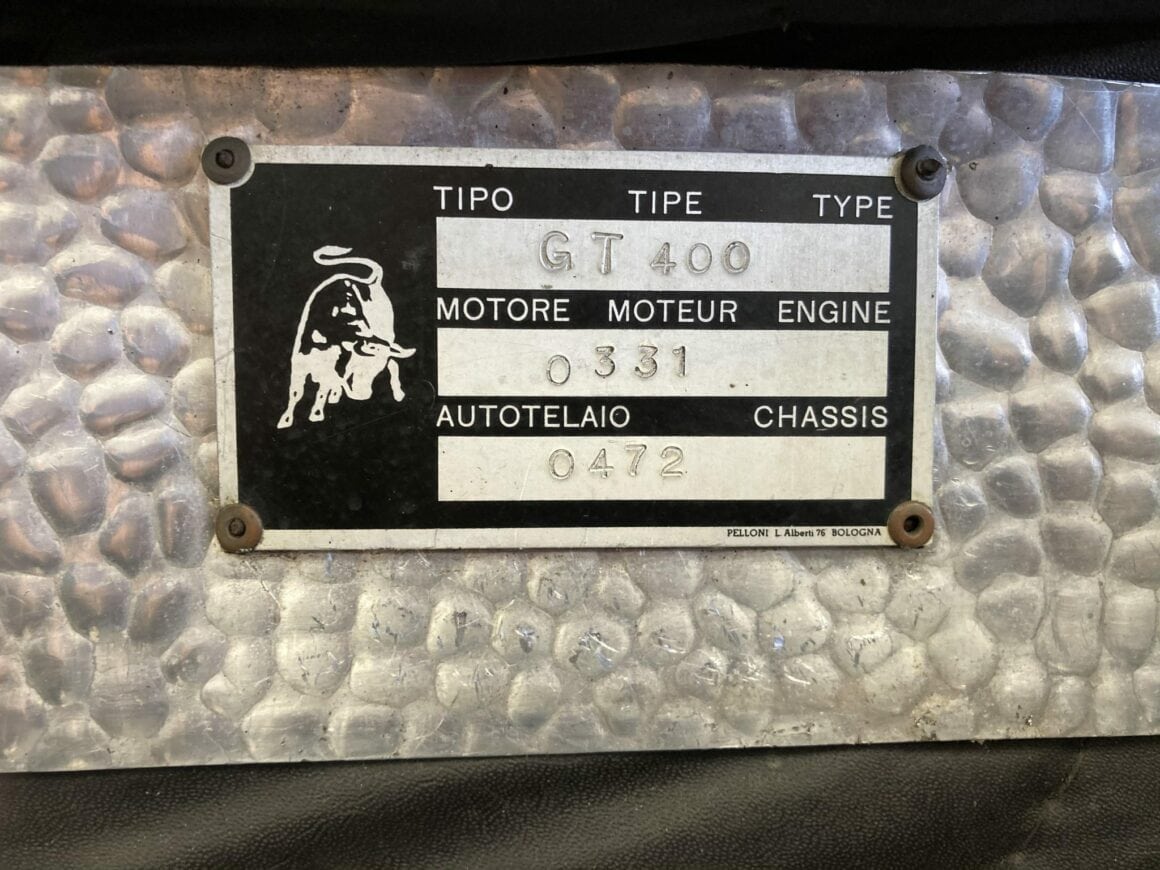 TIPO TIPE TYPE
GT 400
MOTORE MOTEUR ENGINE
0331
AUTOTELAIO CHASSIS
0472
PELLONI L. Alberti 76 BOLOGNA